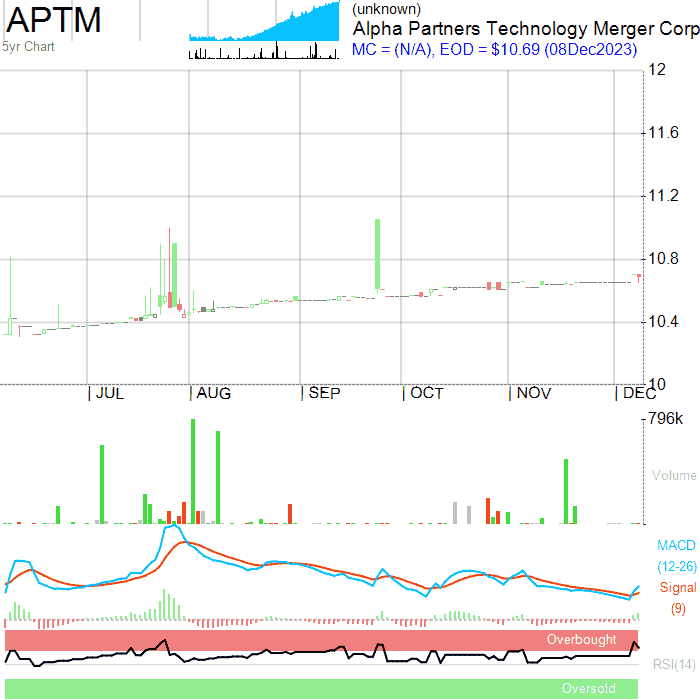 APTM
5yr Chart
(unknown)
Alpha Partners Technology Merger Corp
MC = (N/A), EOD = $10.69 (08Dec2023)
12
11.6
11.2
10.8
10.4
10
JUL AUG SEP OCT NOV DEC
796k
Volume
MACD
(12-26)
Signal
(9)
Overbought
RSI(14)
Oversold